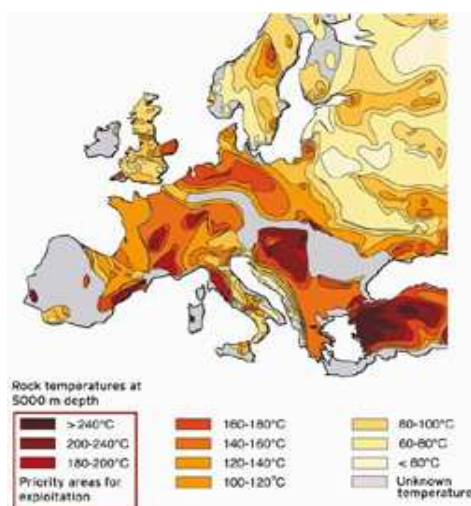 Rock temperatures at
5000 m depth
> 240°C
200-240°C
180-200°C
Priority areas for
exploitation
160-180°C
140-160°C
120-140°C
100-120°C
80-100°C
60-80°C
< 60°C
Unknown
temperature